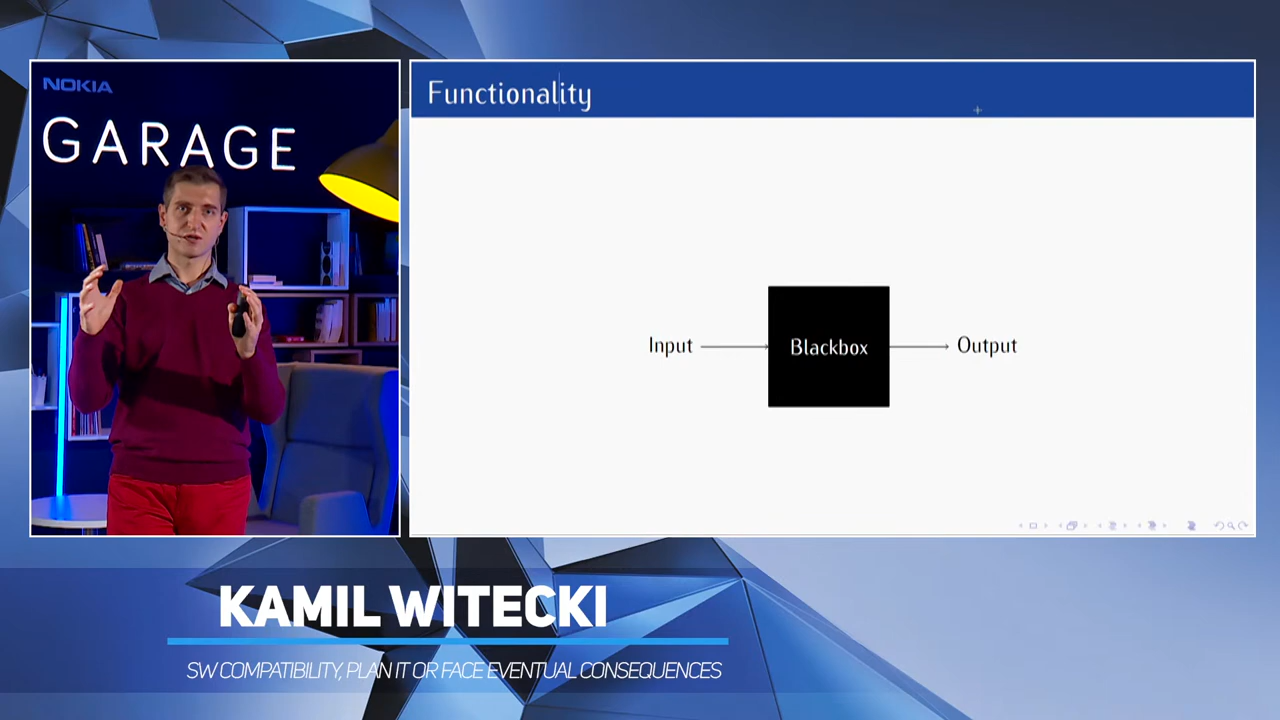 NOKIA
GARAGE
Functionality
Input
Blackbox
Output
KAMIL WITECKI
SW COMPATIBILITY, PLAN IT OR FACE EVENTUAL CONSEQUENCES